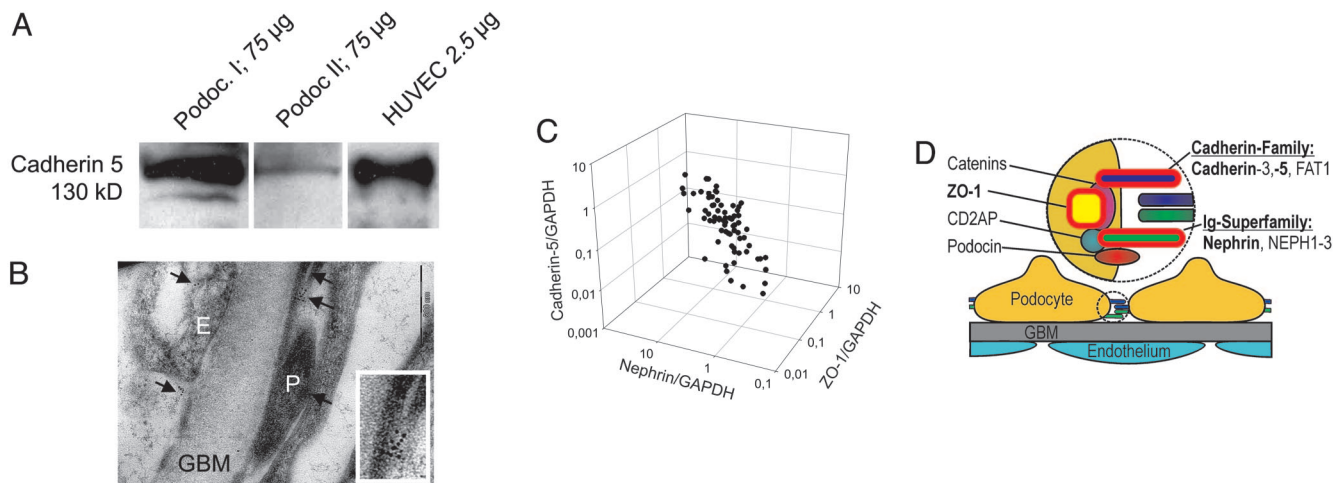 A
Podoc. I; 75 µg
Podoc II; 75 µg
HUVEC 2.5 µg
Cadherin 5
130 kD
B
E
P
GBM
C
Cadherin-5/GAPDH
10
1
0,1
0,01
0,001
Nephrin/GAPDH
10
1
0,1
ZO-1/GAPDH
10
1
0,1
0,01
D
Catenins
ZO-1
CD2AP
Podocin
Cadherin-Family:
Cadherin-3,-5, FAT1
Ig-Superfamily:
Nephrin, NEPH1-3
Podocyte
GBM
Endothelium